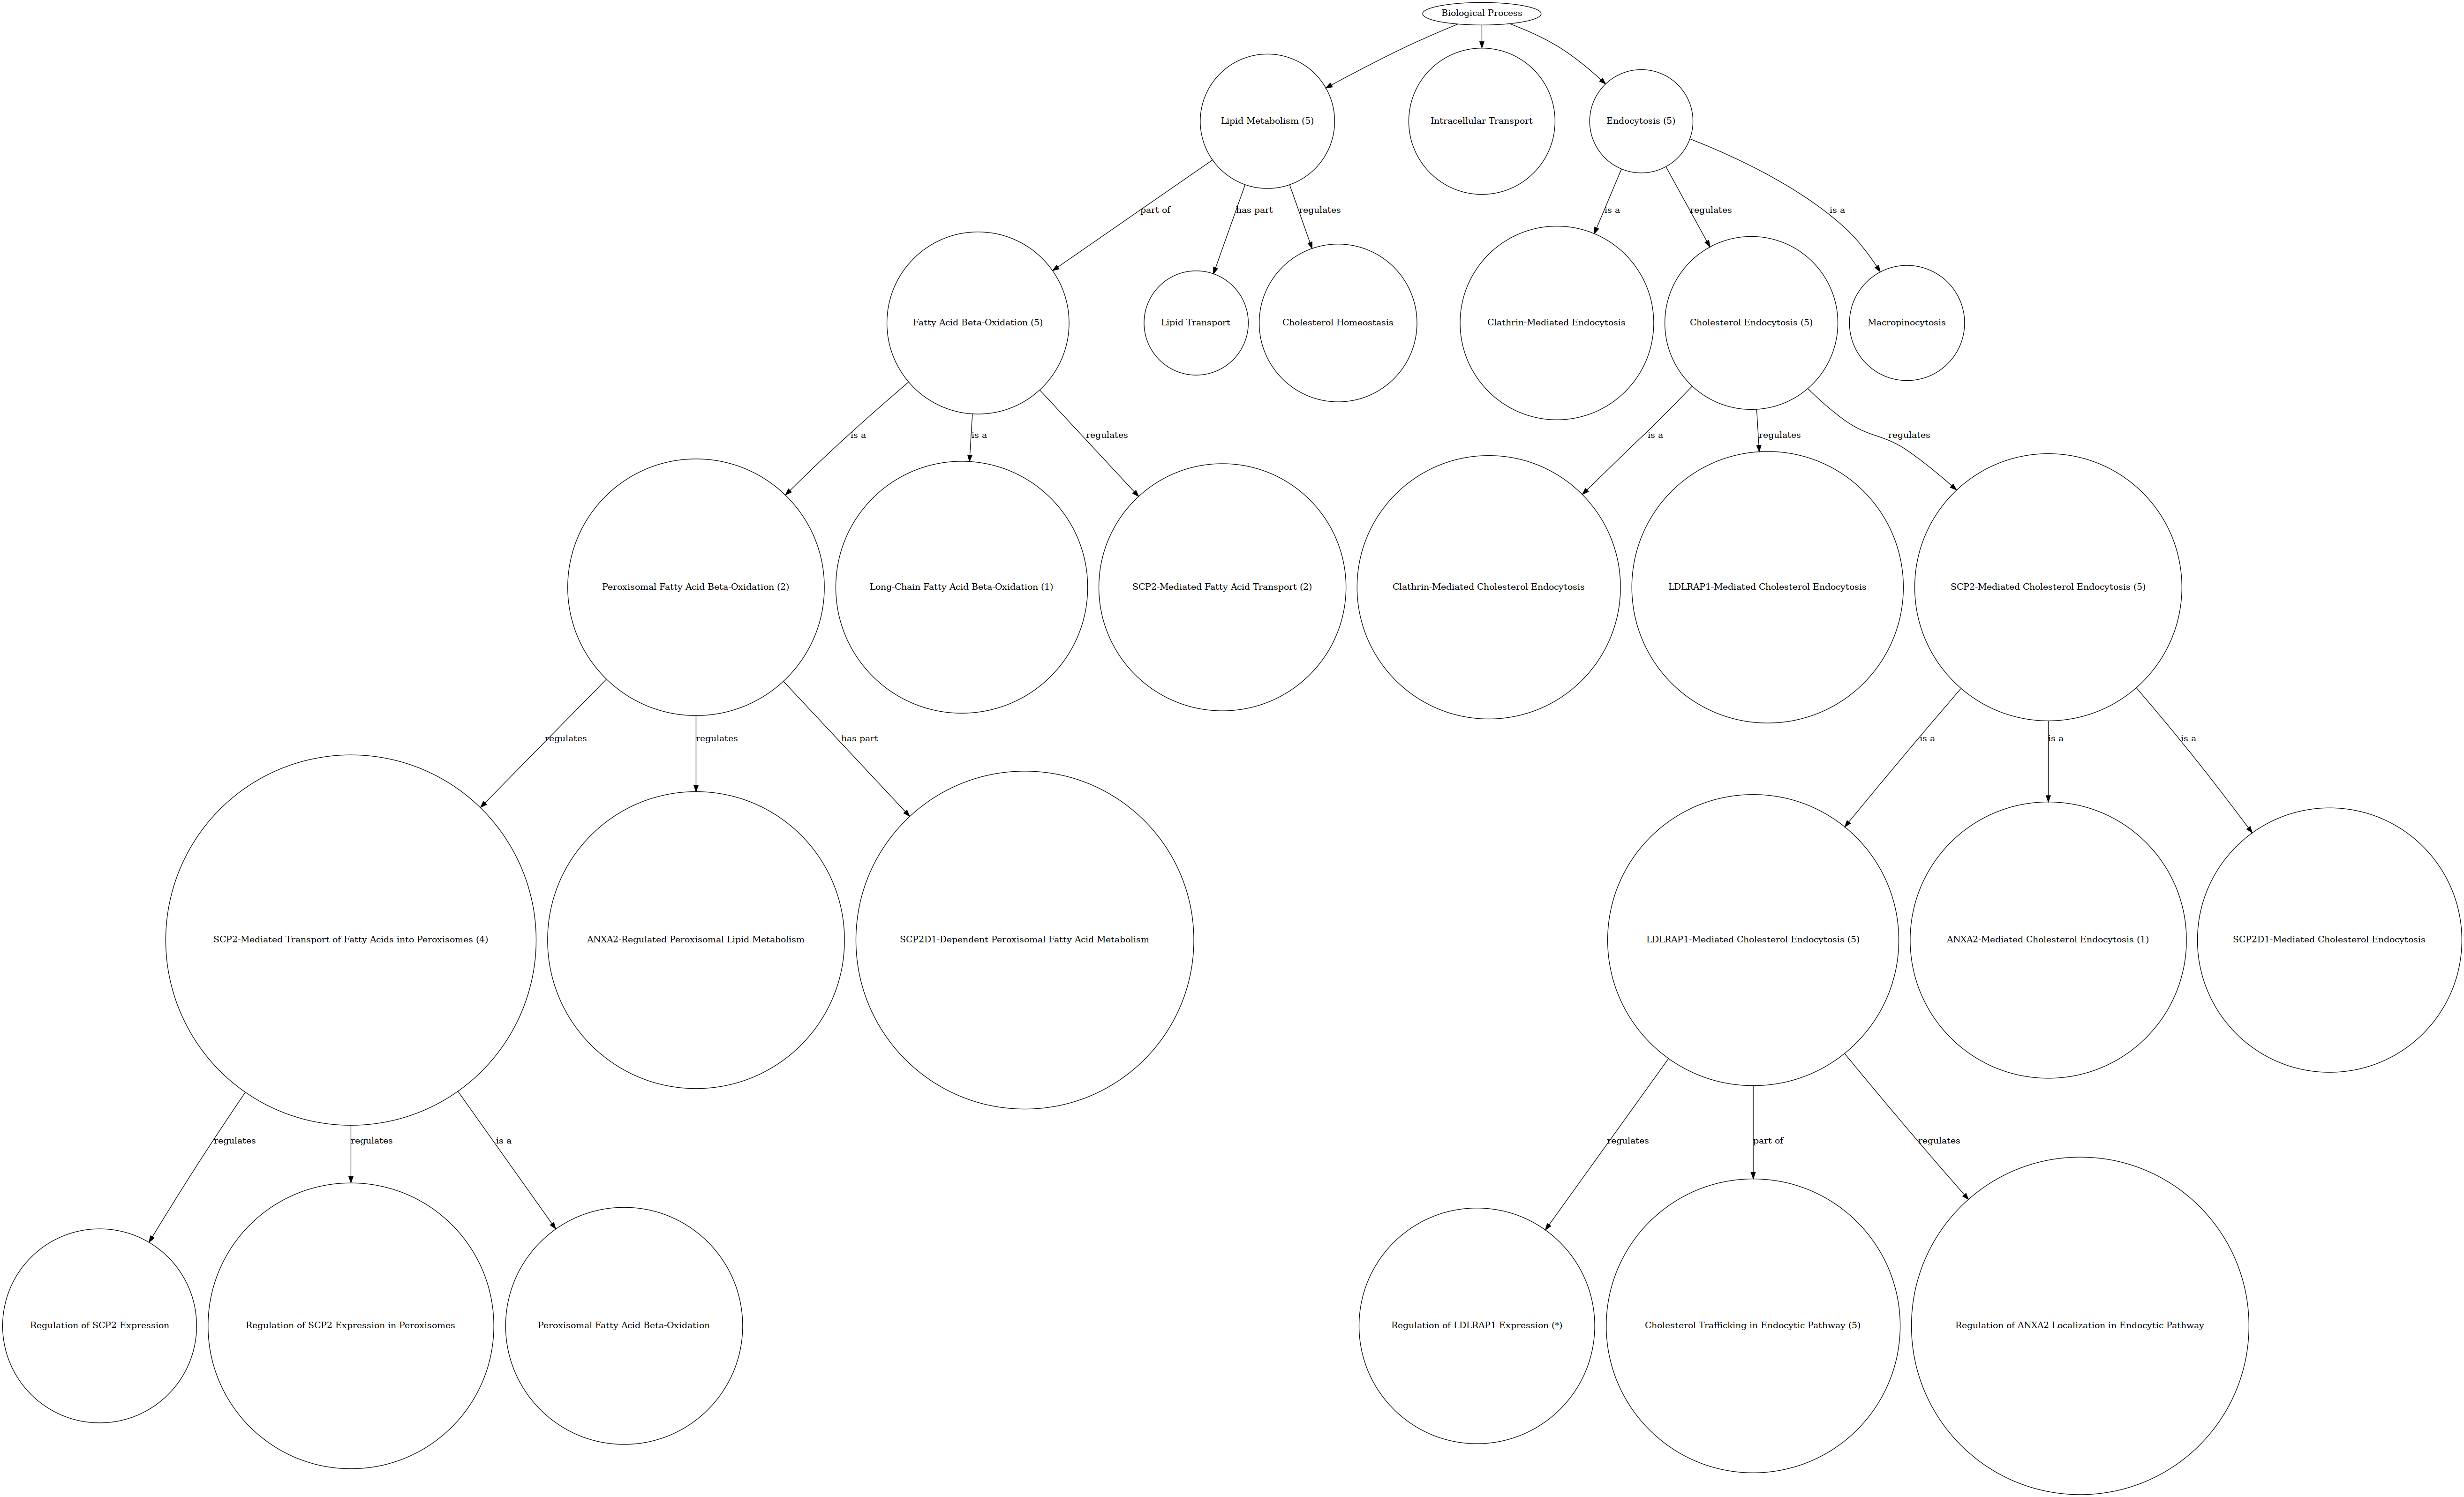 Biological Process
Lipid Metabolism (5)
Intracellular Transport
Endocytosis (5)
part of
has part
regulates
is a
regulates
is a
Fatty Acid Beta-Oxidation (5)
Lipid Transport
Cholesterol Homeostasis
Clathrin-Mediated Endocytosis
Cholesterol Endocytosis (5)
Macropinocytosis
is a
is a
regulates
is a
regulates
regulates
Peroxisomal Fatty Acid Beta-Oxidation (2)
Long-Chain Fatty Acid Beta-Oxidation (1)
SCP2-Mediated Fatty Acid Transport (2)
Clathrin-Mediated Cholesterol Endocytosis
LDLRAP1-Mediated Cholesterol Endocytosis
SCP2-Mediated Cholesterol Endocytosis (5)
regulates
regulates
has part
is a
is a
is a
SCP2-Mediated Transport of Fatty Acids into Peroxisomes (4)
ANXA2-Regulated Peroxisomal Lipid Metabolism
SCP2D1-Dependent Peroxisomal Fatty Acid Metabolism
LDLRAP1-Mediated Cholesterol Endocytosis (5)
ANXA2-Mediated Cholesterol Endocytosis (1)
SCP2D1-Mediated Cholesterol Endocytosis
regulates
regulates
is a
regulates
part of
regulates
Regulation of SCP2 Expression
Regulation of SCP2 Expression in Peroxisomes
Peroxisomal Fatty Acid Beta-Oxidation
Regulation of LDLRAP1 Expression (*)
Cholesterol Trafficking in Endocytic Pathway (5)
Regulation of ANXA2 Localization in Endocytic Pathway